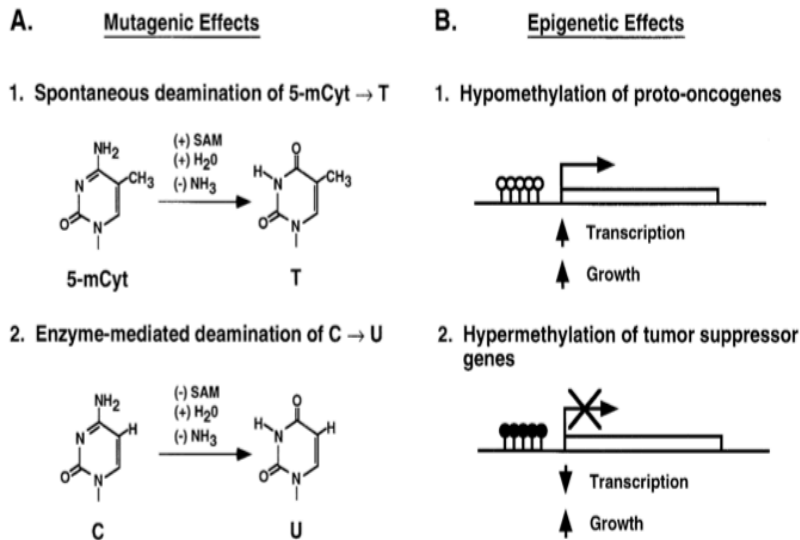 A. Mutagenic Effects
1. Spontaneous deamination of 5-mCyt → T
NH2
(+) SAM
(+) H2O
(-) NH3
N
CH3
O
N
5-mCyt
O
H
N
CH3
O
N
T
2. Enzyme-mediated deamination of C → U
NH2
(-) SAM
(+) H2O
(-) NH3
N
H
O
N
C
O
H
N
H
O
N
U
B. Epigenetic Effects
1. Hypomethylation of proto-oncogenes
Transcription
Growth
2. Hypermethylation of tumor suppressor
genes
Transcription
Growth